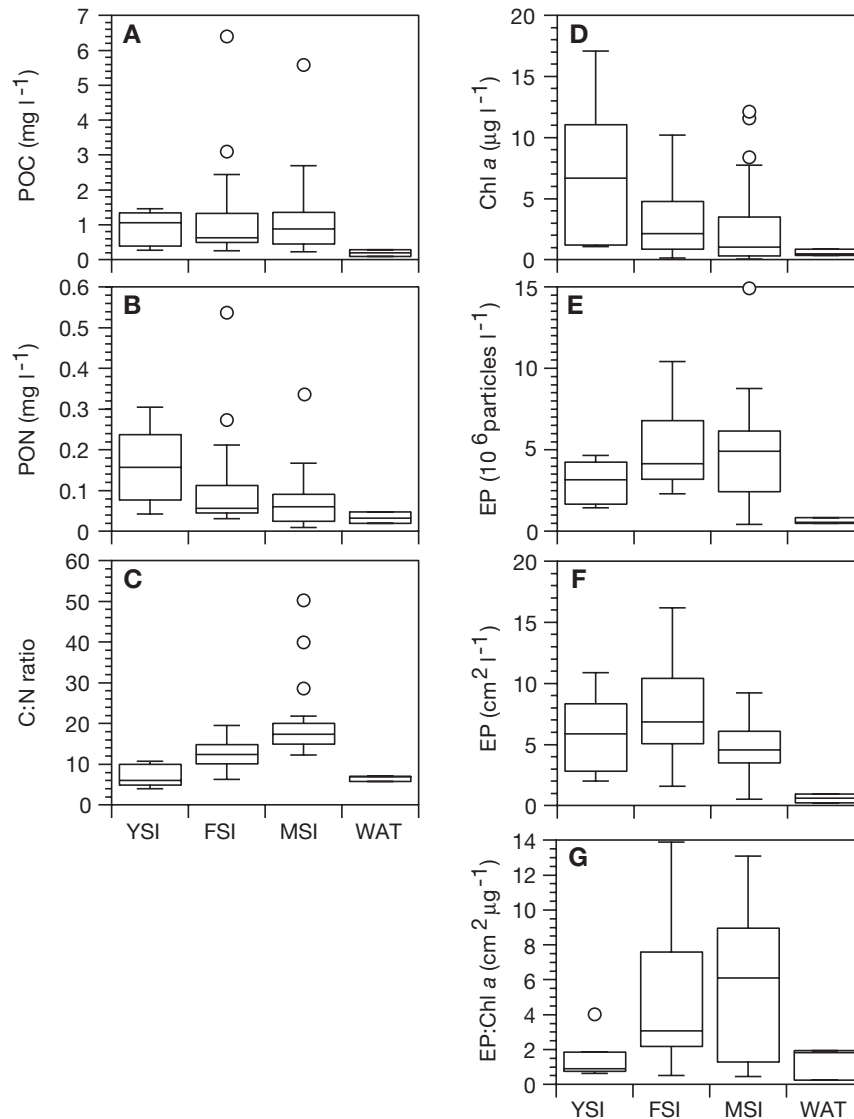 A
POC (mg l⁻¹)
7
6
5
4
3
2
1
0
B
PON (mg l⁻¹)
0.6
0.5
0.4
0.3
0.2
0.1
0
C
C:N ratio
60
50
40
30
20
10
0
YSI FSI MSI WAT
D
Chl a (µg l⁻¹)
20
15
10
5
0
E
EP (10⁶ particles l⁻¹)
15
10
5
0
F
EP (cm² l⁻¹)
20
15
10
5
0
G
EP:Chl a (cm² µg⁻¹)
14
12
10
8
6
4
2
0
YSI FSI MSI WAT